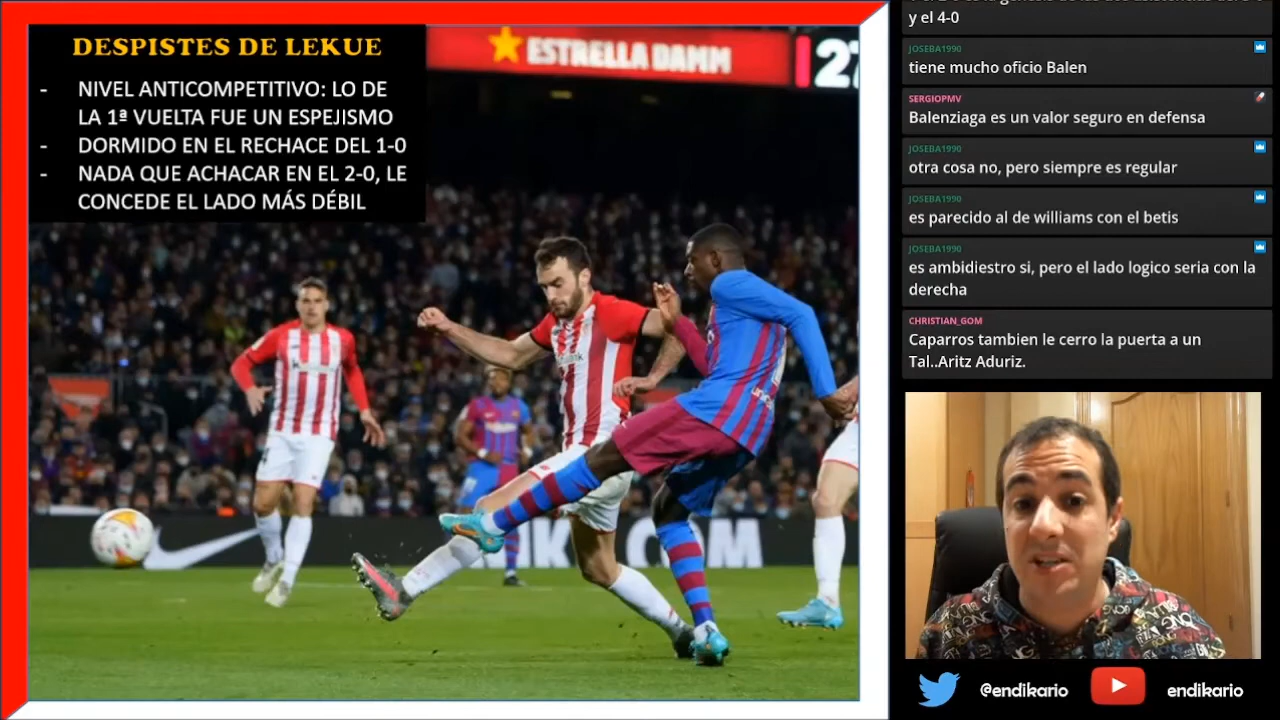 DESPISTES DE LEKUE
- NIVEL ANTICOMPETITIVO: LO DE
LA 1ª VUELTA FUE UN ESPEJISMO
- DORMIDO EN EL RECHACE DEL 1-0
- NADA QUE ACHACAR EN EL 2-0, LE
CONCEDE EL LADO MÁS DÉBIL
ESTRELLA DAMM
27
y el 4-0
JOSEBA1990
tiene mucho oficio Balen
SERGIOPMV
Balenziaga es un valor seguro en defensa
JOSEBA1990
otra cosa no, pero siempre es regular
JOSEBA1990
es parecido al de williams con el betis
JOSEBA1990
es ambidiestro si, pero el lado logico seria con la
derecha
CHRISTIAN_GOM
Caparros tambien le cerro la puerta a un
Tal..Aritz Aduriz.
@endikario
endikario